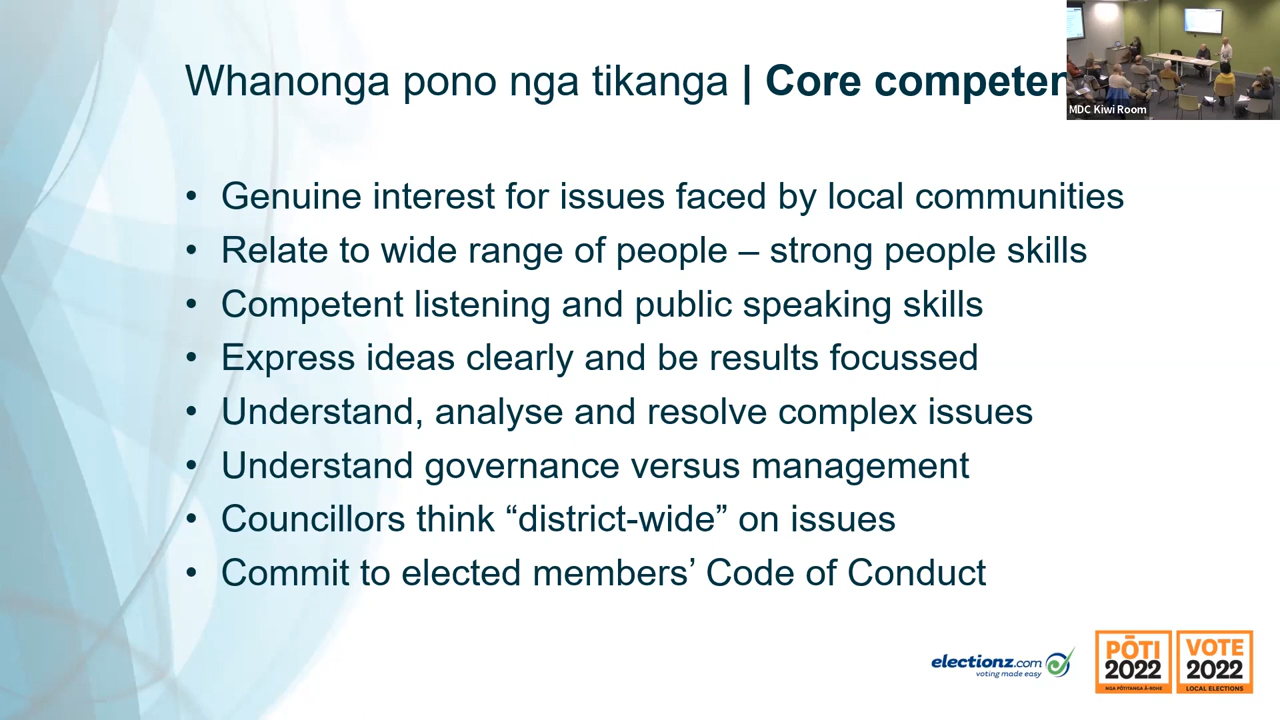 Whanonga pono nga tikanga | Core competen
MDC Kiwi Room
• Genuine interest for issues faced by local communities
• Relate to wide range of people – strong people skills
• Competent listening and public speaking skills
• Express ideas clearly and be results focussed
• Understand, analyse and resolve complex issues
• Understand governance versus management
• Councillors think “district-wide” on issues
• Commit to elected members’ Code of Conduct
electionz.com
voting made easy
PŌTI
2022
NGA PŌTITANGA Ā-ROHE
VOTE
2022
LOCAL ELECTIONS